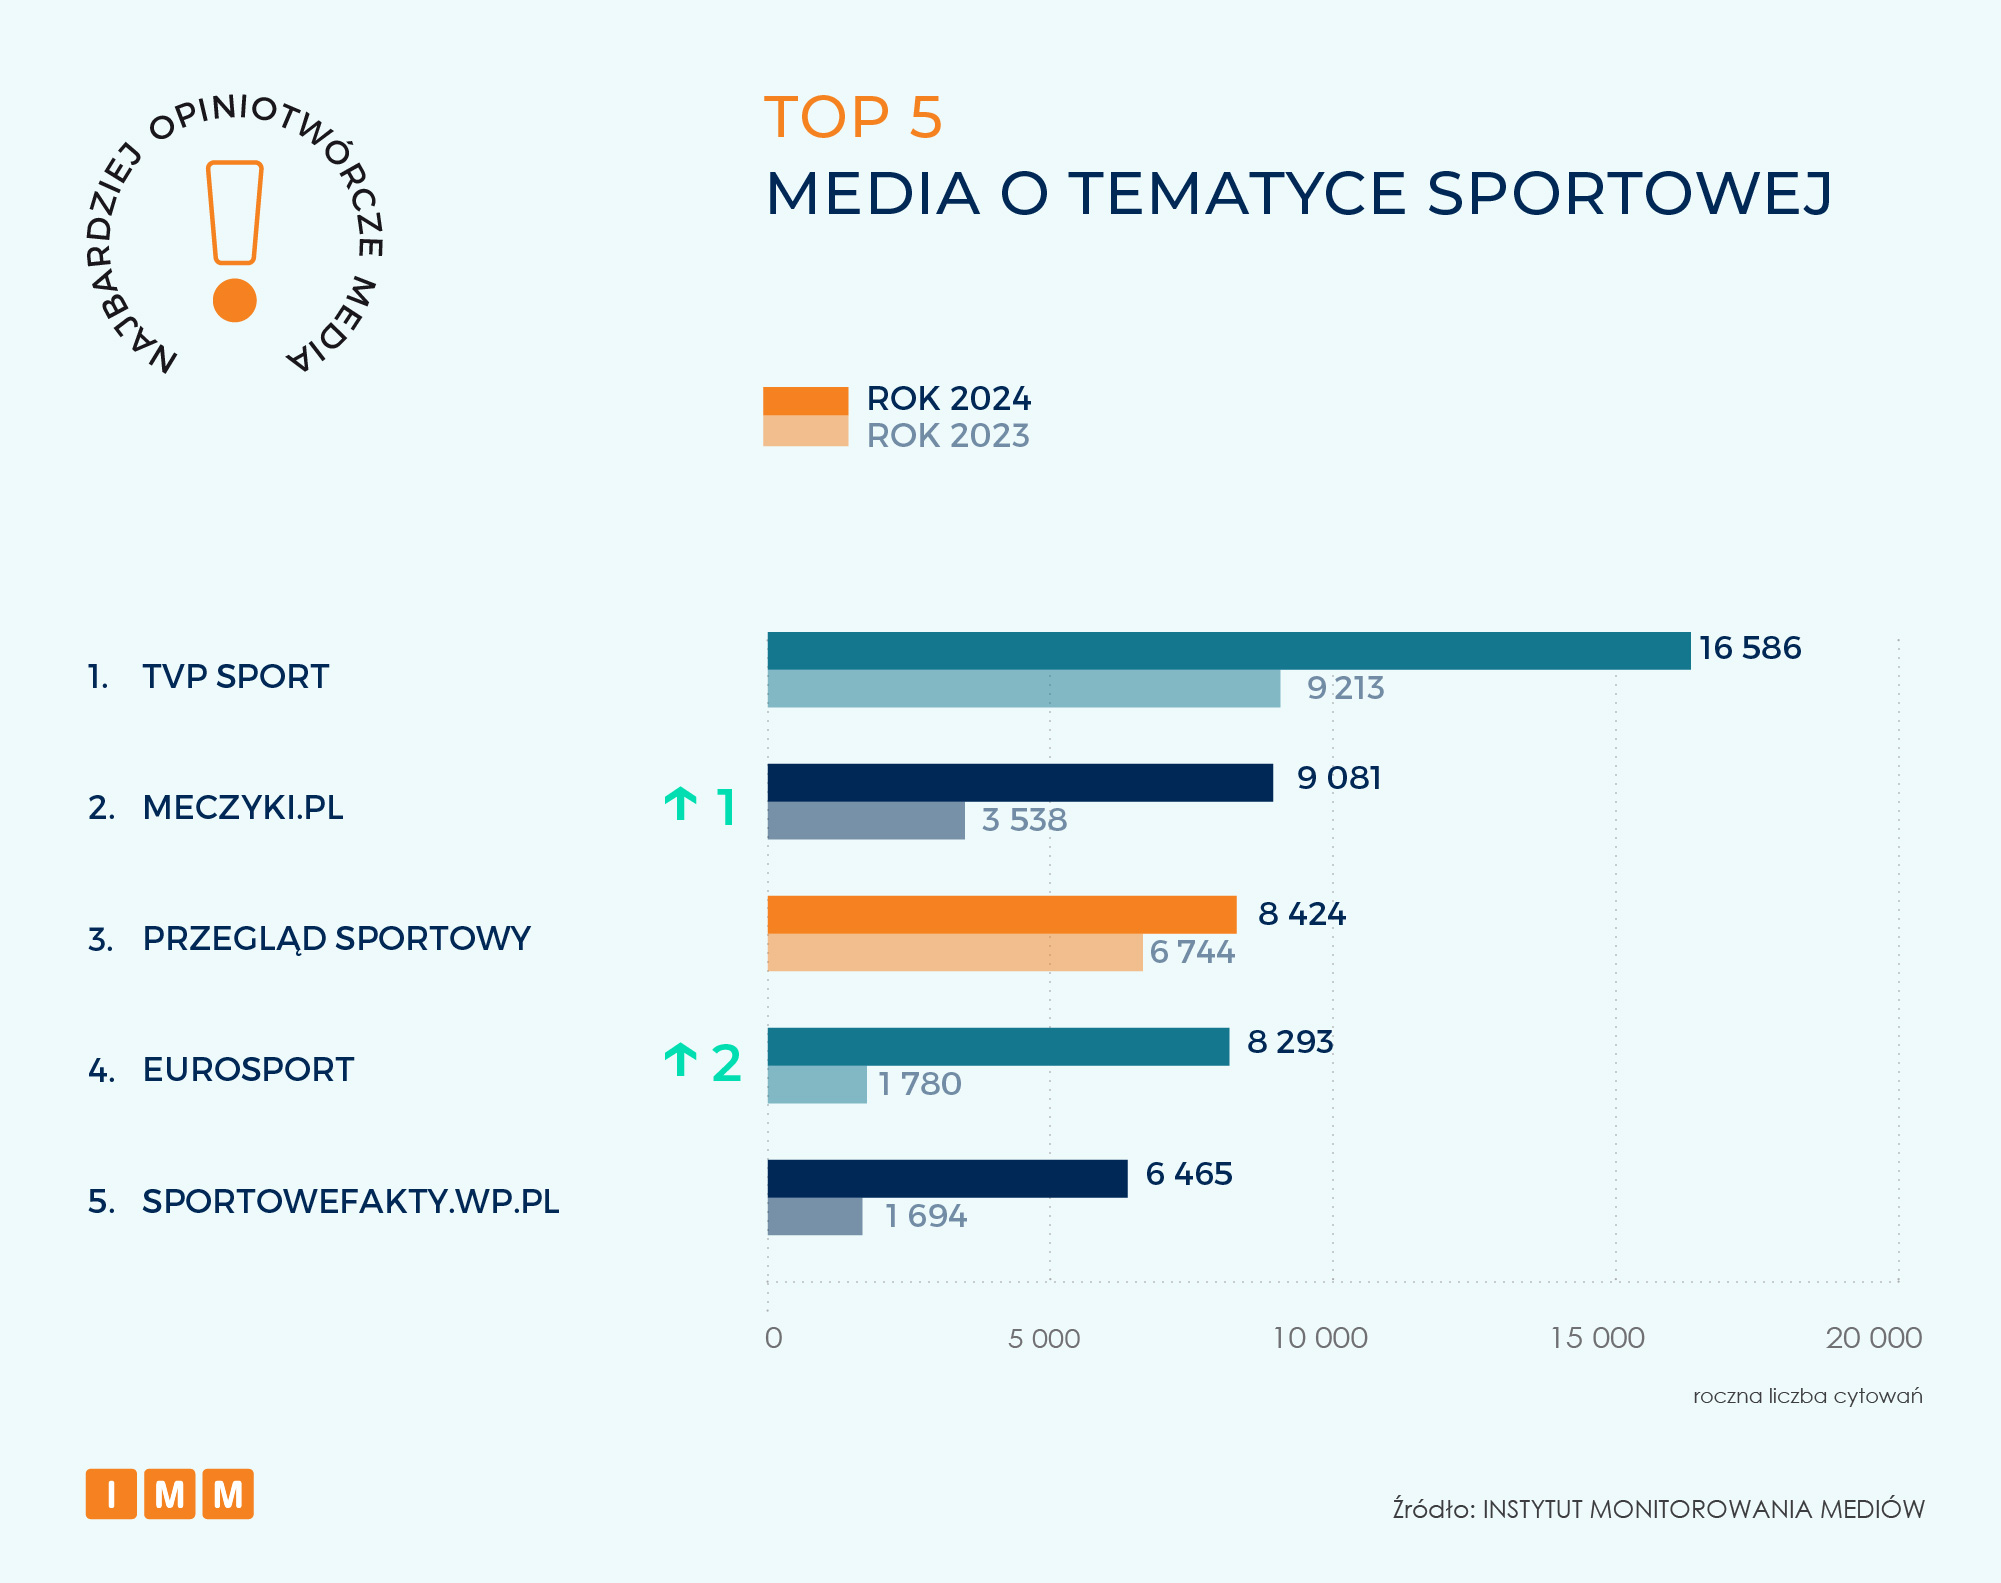 NAJBARDZIEJ OPINIOTWÓRCZE MEDIA
TOP 5
MEDIA O TEMATYCE SPORTOWEJ
ROK 2024
ROK 2023
1. TVP SPORT
16 586
9 213
2. MECZYKI.PL
1
9 081
3 538
3. PRZEGLĄD SPORTOWY
8 424
6 744
4. EUROSPORT
2
8 293
1 780
5. SPORTOWEFAKTY.WP.PL
6 465
1 694
0 5 000 10 000 15 000 20 000
roczna liczba cytowań
IMM
Źródło: INSTYTUT MONITOROWANIA MEDIÓW